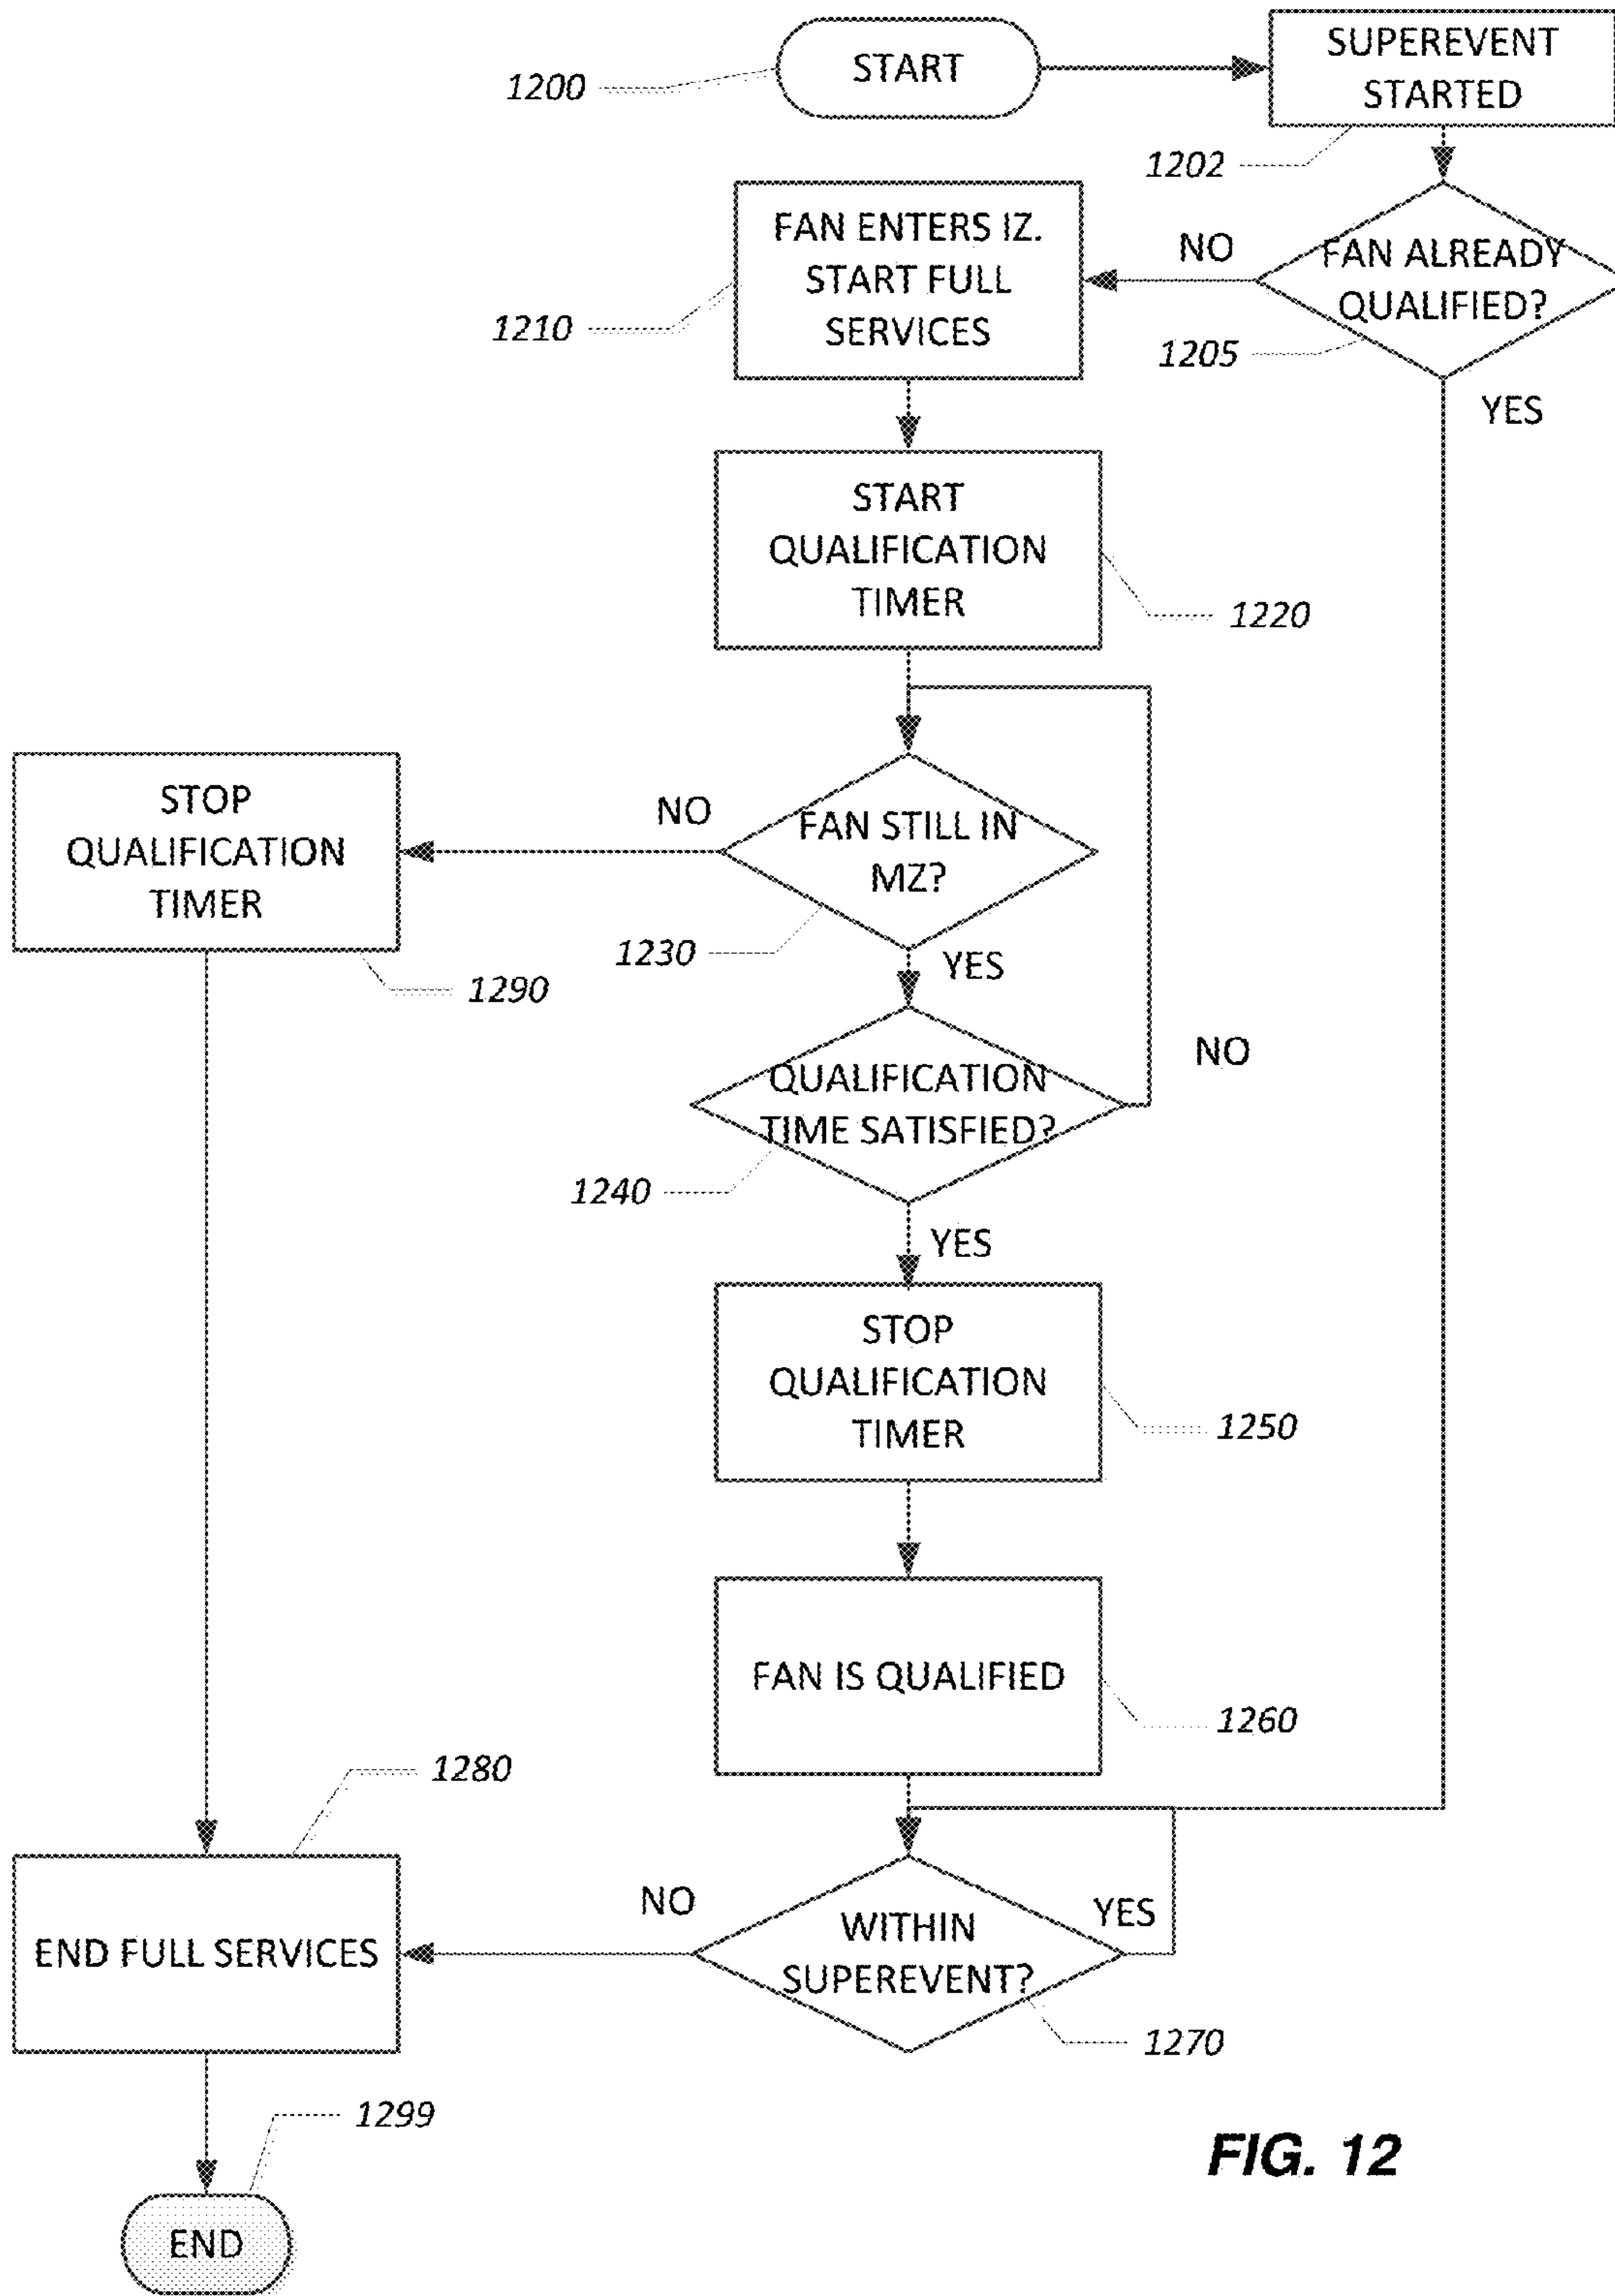 START
1200
SUPEREVENT
STARTED
1202
FAN ALREADY
QUALIFIED?
1205
NO
YES
FAN ENTERS IZ.
START FULL
SERVICES
1210
START
QUALIFICATION
TIMER
1220
FAN STILL IN
MZ?
1230
NO
YES
STOP
QUALIFICATION
TIMER
1290
QUALIFICATION
TIME SATISFIED?
1240
NO
YES
STOP
QUALIFICATION
TIMER
1250
FAN IS QUALIFIED
1260
WITHIN
SUPEREVENT?
1270
YES
NO
1280
END FULL SERVICES
1299
END
FIG. 12